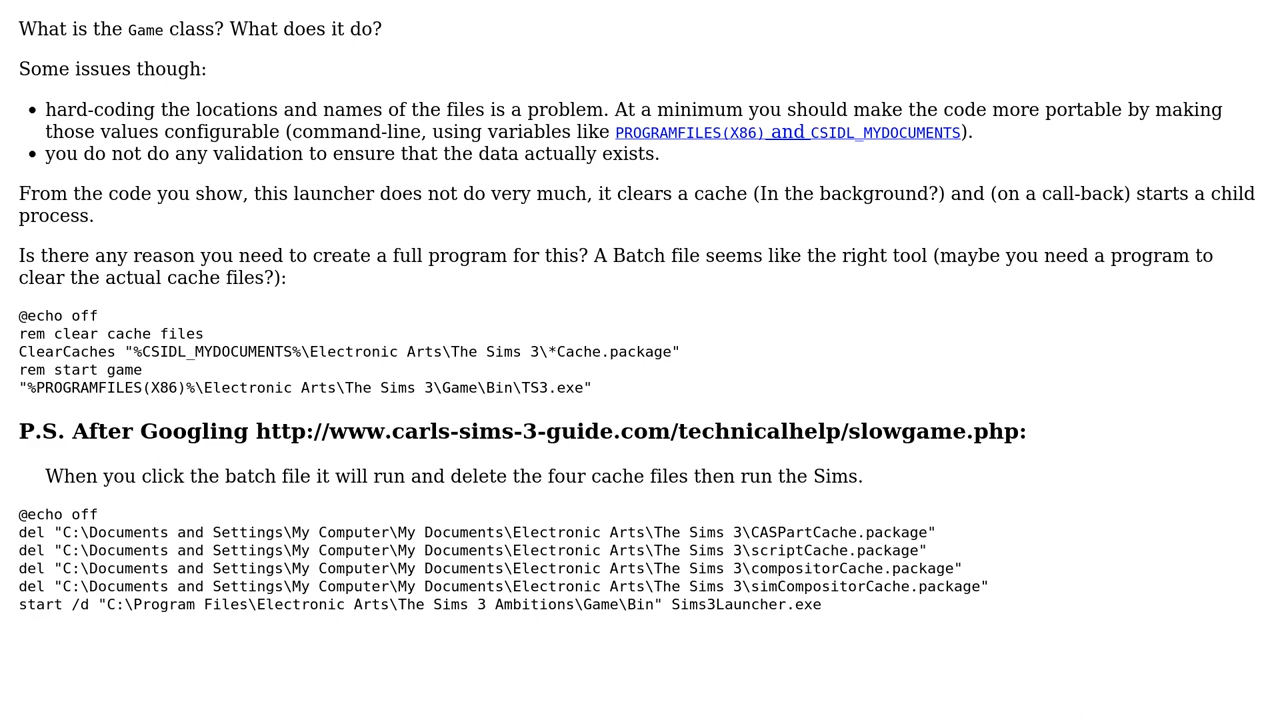 What is the Game class? What does it do?
Some issues though:
• hard-coding the locations and names of the files is a problem. At a minimum you should make the code more portable by making
those values configurable (command-line, using variables like PROGRAMFILES(X86) and CSIDL_MYDOCUMENTS).
• you do not do any validation to ensure that the data actually exists.
From the code you show, this launcher does not do very much, it clears a cache (In the background?) and (on a call-back) starts a child
process.
Is there any reason you need to create a full program for this? A Batch file seems like the right tool (maybe you need a program to
clear the actual cache files?):
@echo off
rem clear cache files
ClearCaches "%CSIDL_MYDOCUMENTS%\Electronic Arts\The Sims 3\*Cache.package"
rem start game
"%PROGRAMFILES(X86)%\Electronic Arts\The Sims 3\Game\Bin\TS3.exe"
P.S. After Googling http://www.carls-sims-3-guide.com/technicalhelp/slowgame.php:
When you click the batch file it will run and delete the four cache files then run the Sims.
@echo off
del "C:\Documents and Settings\My Computer\My Documents\Electronic Arts\The Sims 3\CASPartCache.package"
del "C:\Documents and Settings\My Computer\My Documents\Electronic Arts\The Sims 3\scriptCache.package"
del "C:\Documents and Settings\My Computer\My Documents\Electronic Arts\The Sims 3\compositorCache.package"
del "C:\Documents and Settings\My Computer\My Documents\Electronic Arts\The Sims 3\simCompositorCache.package"
start /d "C:\Program Files\Electronic Arts\The Sims 3 Ambitions\Game\Bin" Sims3Launcher.exe